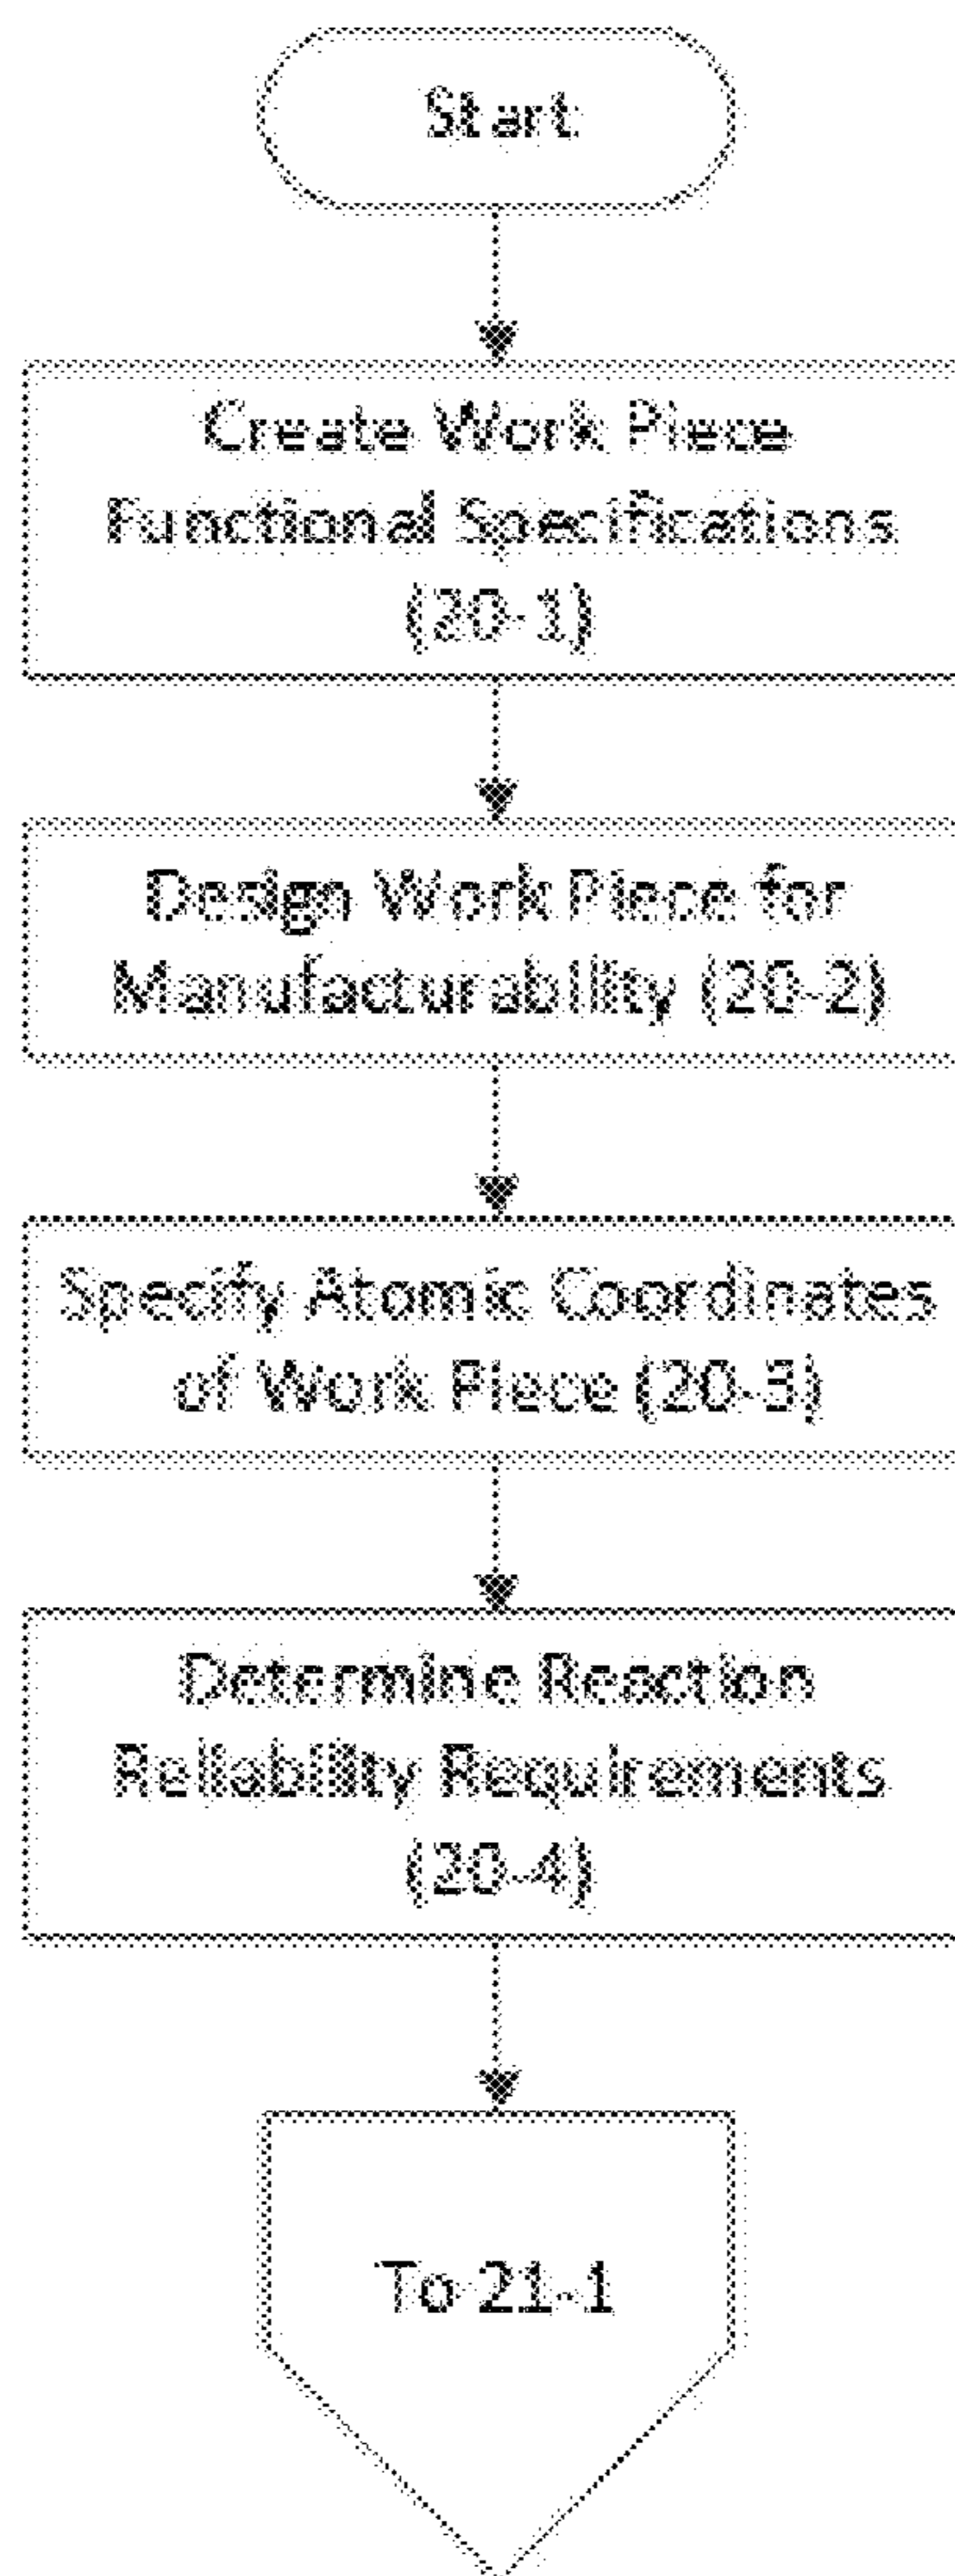 Start
Create Work Piece
Functional Specifications
(20-1)
Design Work Piece for
Manufacturability (20-2)
Specify Atomic Coordinates
of Work Piece (20-3)
Determine Reaction
Reliability Requirements
(20-4)
To 21-1